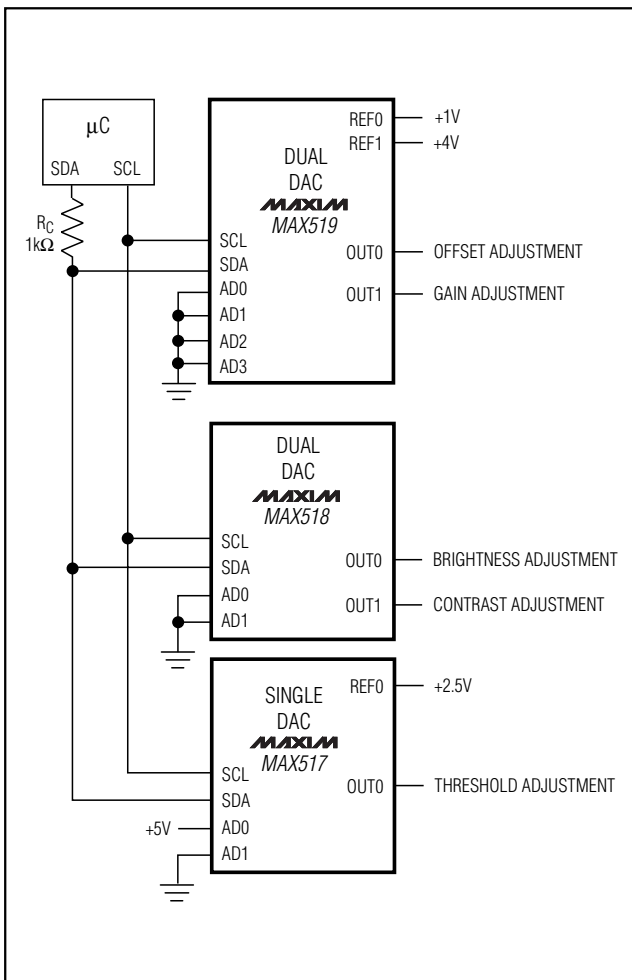 μC
SDA SCL
RC
1kΩ
DUAL
DAC
MAXIM
MAX519
REF0 +1V
REF1 +4V
SCL
SDA
AD0
AD1
AD2
AD3
OUT0 OFFSET ADJUSTMENT
OUT1 GAIN ADJUSTMENT
DUAL
DAC
MAXIM
MAX518
SCL
SDA
AD0
AD1
OUT0 BRIGHTNESS ADJUSTMENT
OUT1 CONTRAST ADJUSTMENT
SINGLE
DAC
MAXIM
MAX517
REF0 +2.5V
SCL
SDA
+5V AD0
AD1
OUT0 THRESHOLD ADJUSTMENT